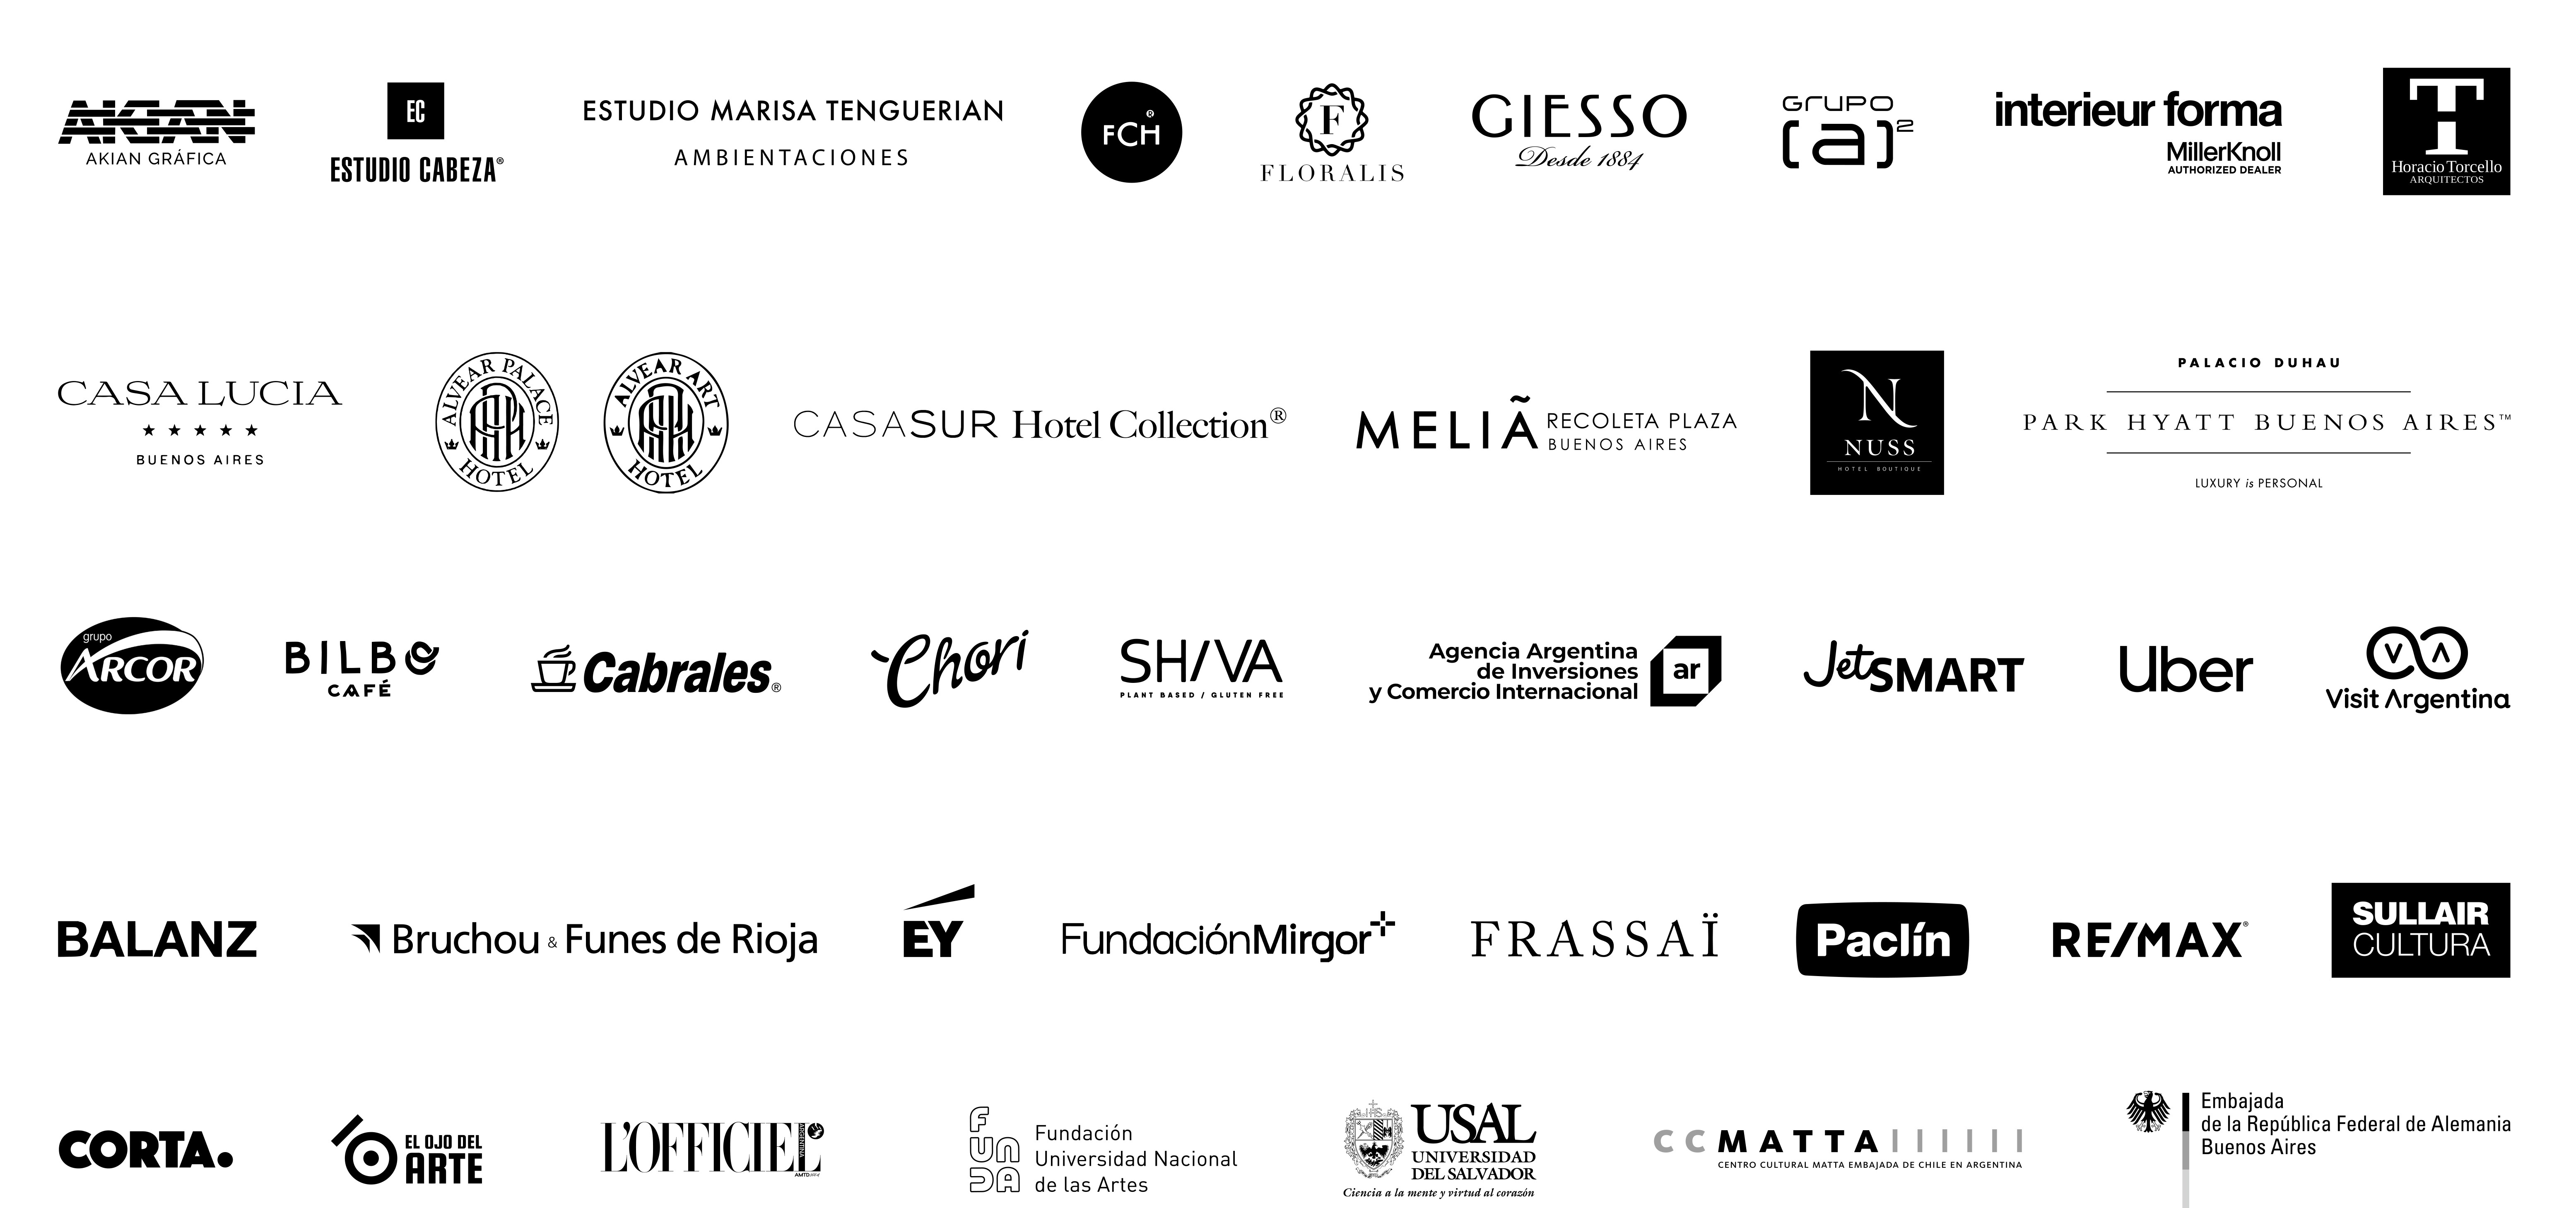 AKIAN
AKIAN GRÁFICA
EC
ESTUDIO CABEZA®
ESTUDIO MARISA TENGUERIAN
AMBIENTACIONES
FCH®
F
FLORALIS
GIESSO
Desde 1884
GRUPO
(a)²
interieur forma
MillerKnoll
AUTHORIZED DEALER
T
Horacio Torcello
ARQUITECTOS
CASA LUCIA
BUENOS AIRES
ALVEAR PALACE
HOTEL
ALVEAR ART
HOTEL
CASASUR Hotel Collection®
MELIÃ RECOLETA PLAZA
BUENOS AIRES
N
NUSS
HOTEL BOUTIQUE
PALACIO DUHAU
PARK HYATT BUENOS AIRES™
LUXURY is PERSONAL
grupo
ARCOR
BILBO
CAFÉ
Cabrales®
Chori
SHIVA
PLANT BASED / GLUTEN FREE
Agencia Argentina
de Inversiones
y Comercio Internacional
ar
JetSMART
Uber
Visit Argentina
BALANZ
Bruchou & Funes de Rioja
EY
FundaciónMirgor
FRASSAÏ
Paclín
RE/MAX®
SULLAIR
CULTURA
CORTA.
EL OJO DEL
ARTE
L'OFFICIEL
ARGENTINA
AMTD
FUNDA
Fundación
Universidad Nacional
de las Artes
IHS
USAL
UNIVERSIDAD
DEL SALVADOR
Ciencia a la mente y virtud al corazón
CCMATTA
CENTRO CULTURAL MATTA EMBAJADA DE CHILE EN ARGENTINA
Embajada
de la República Federal de Alemania
Buenos Aires